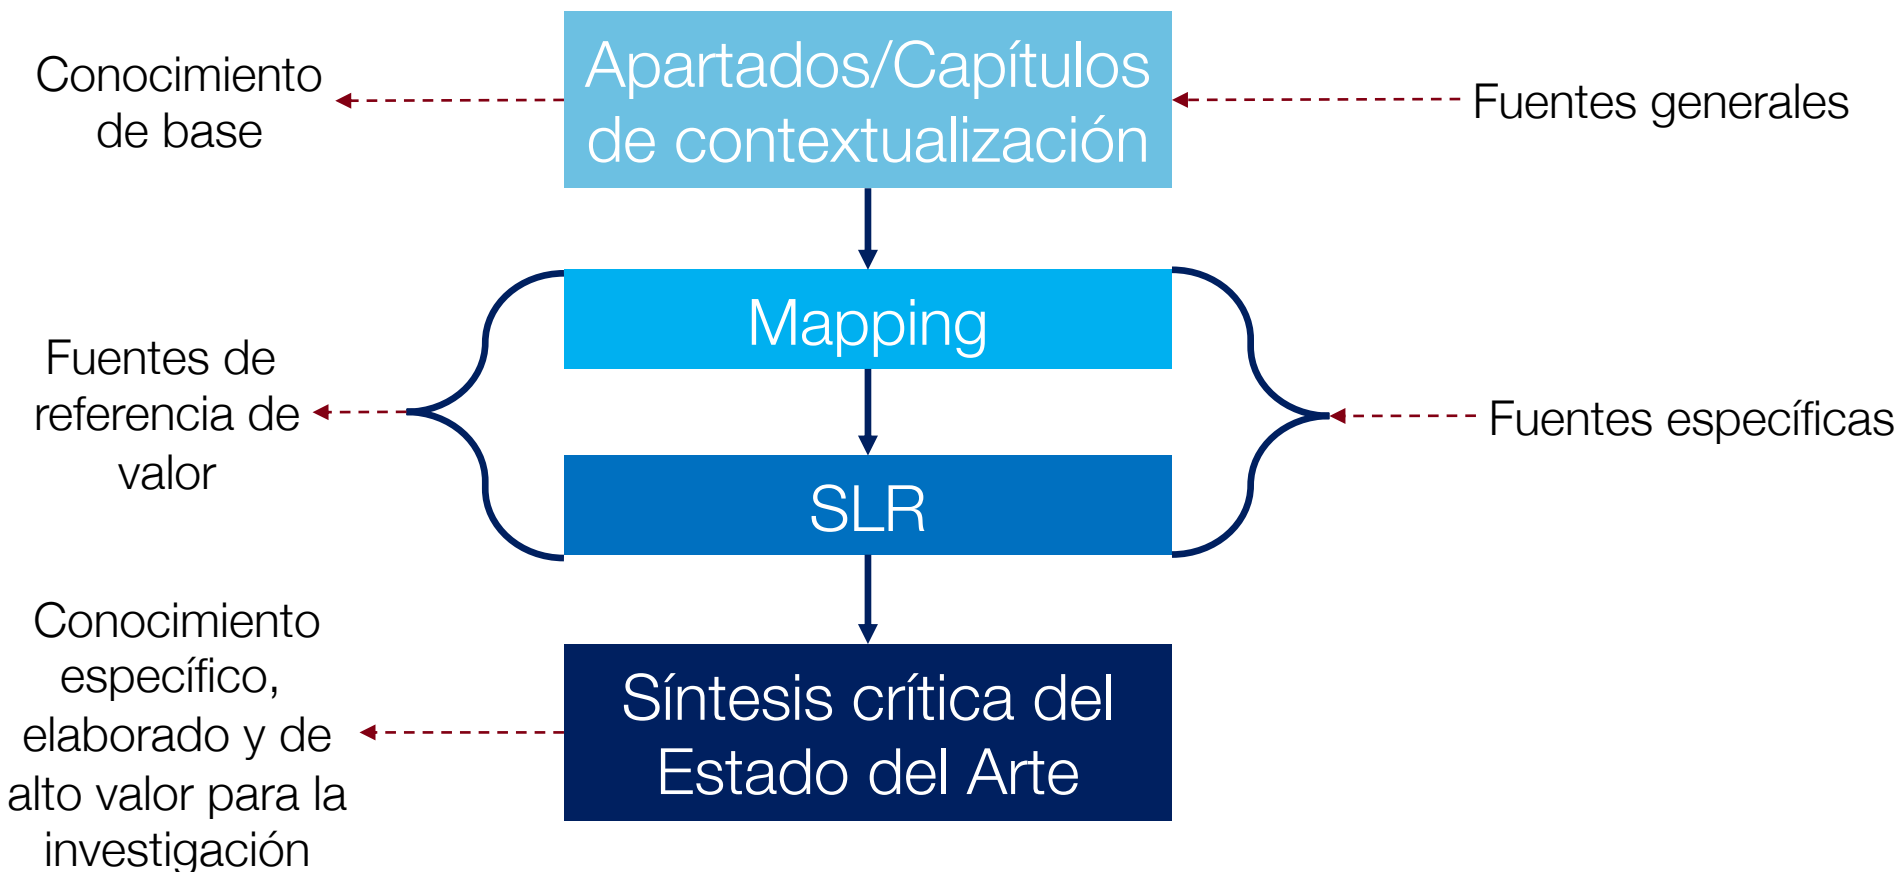 Conocimiento
de base
Apartados/Capítulos
de contextualización
Fuentes generales
Mapping
Fuentes de
referencia de
valor
Fuentes específicas
SLR
Conocimiento
específico,
elaborado y de
alto valor para la
investigación
Síntesis crítica del
Estado del Arte